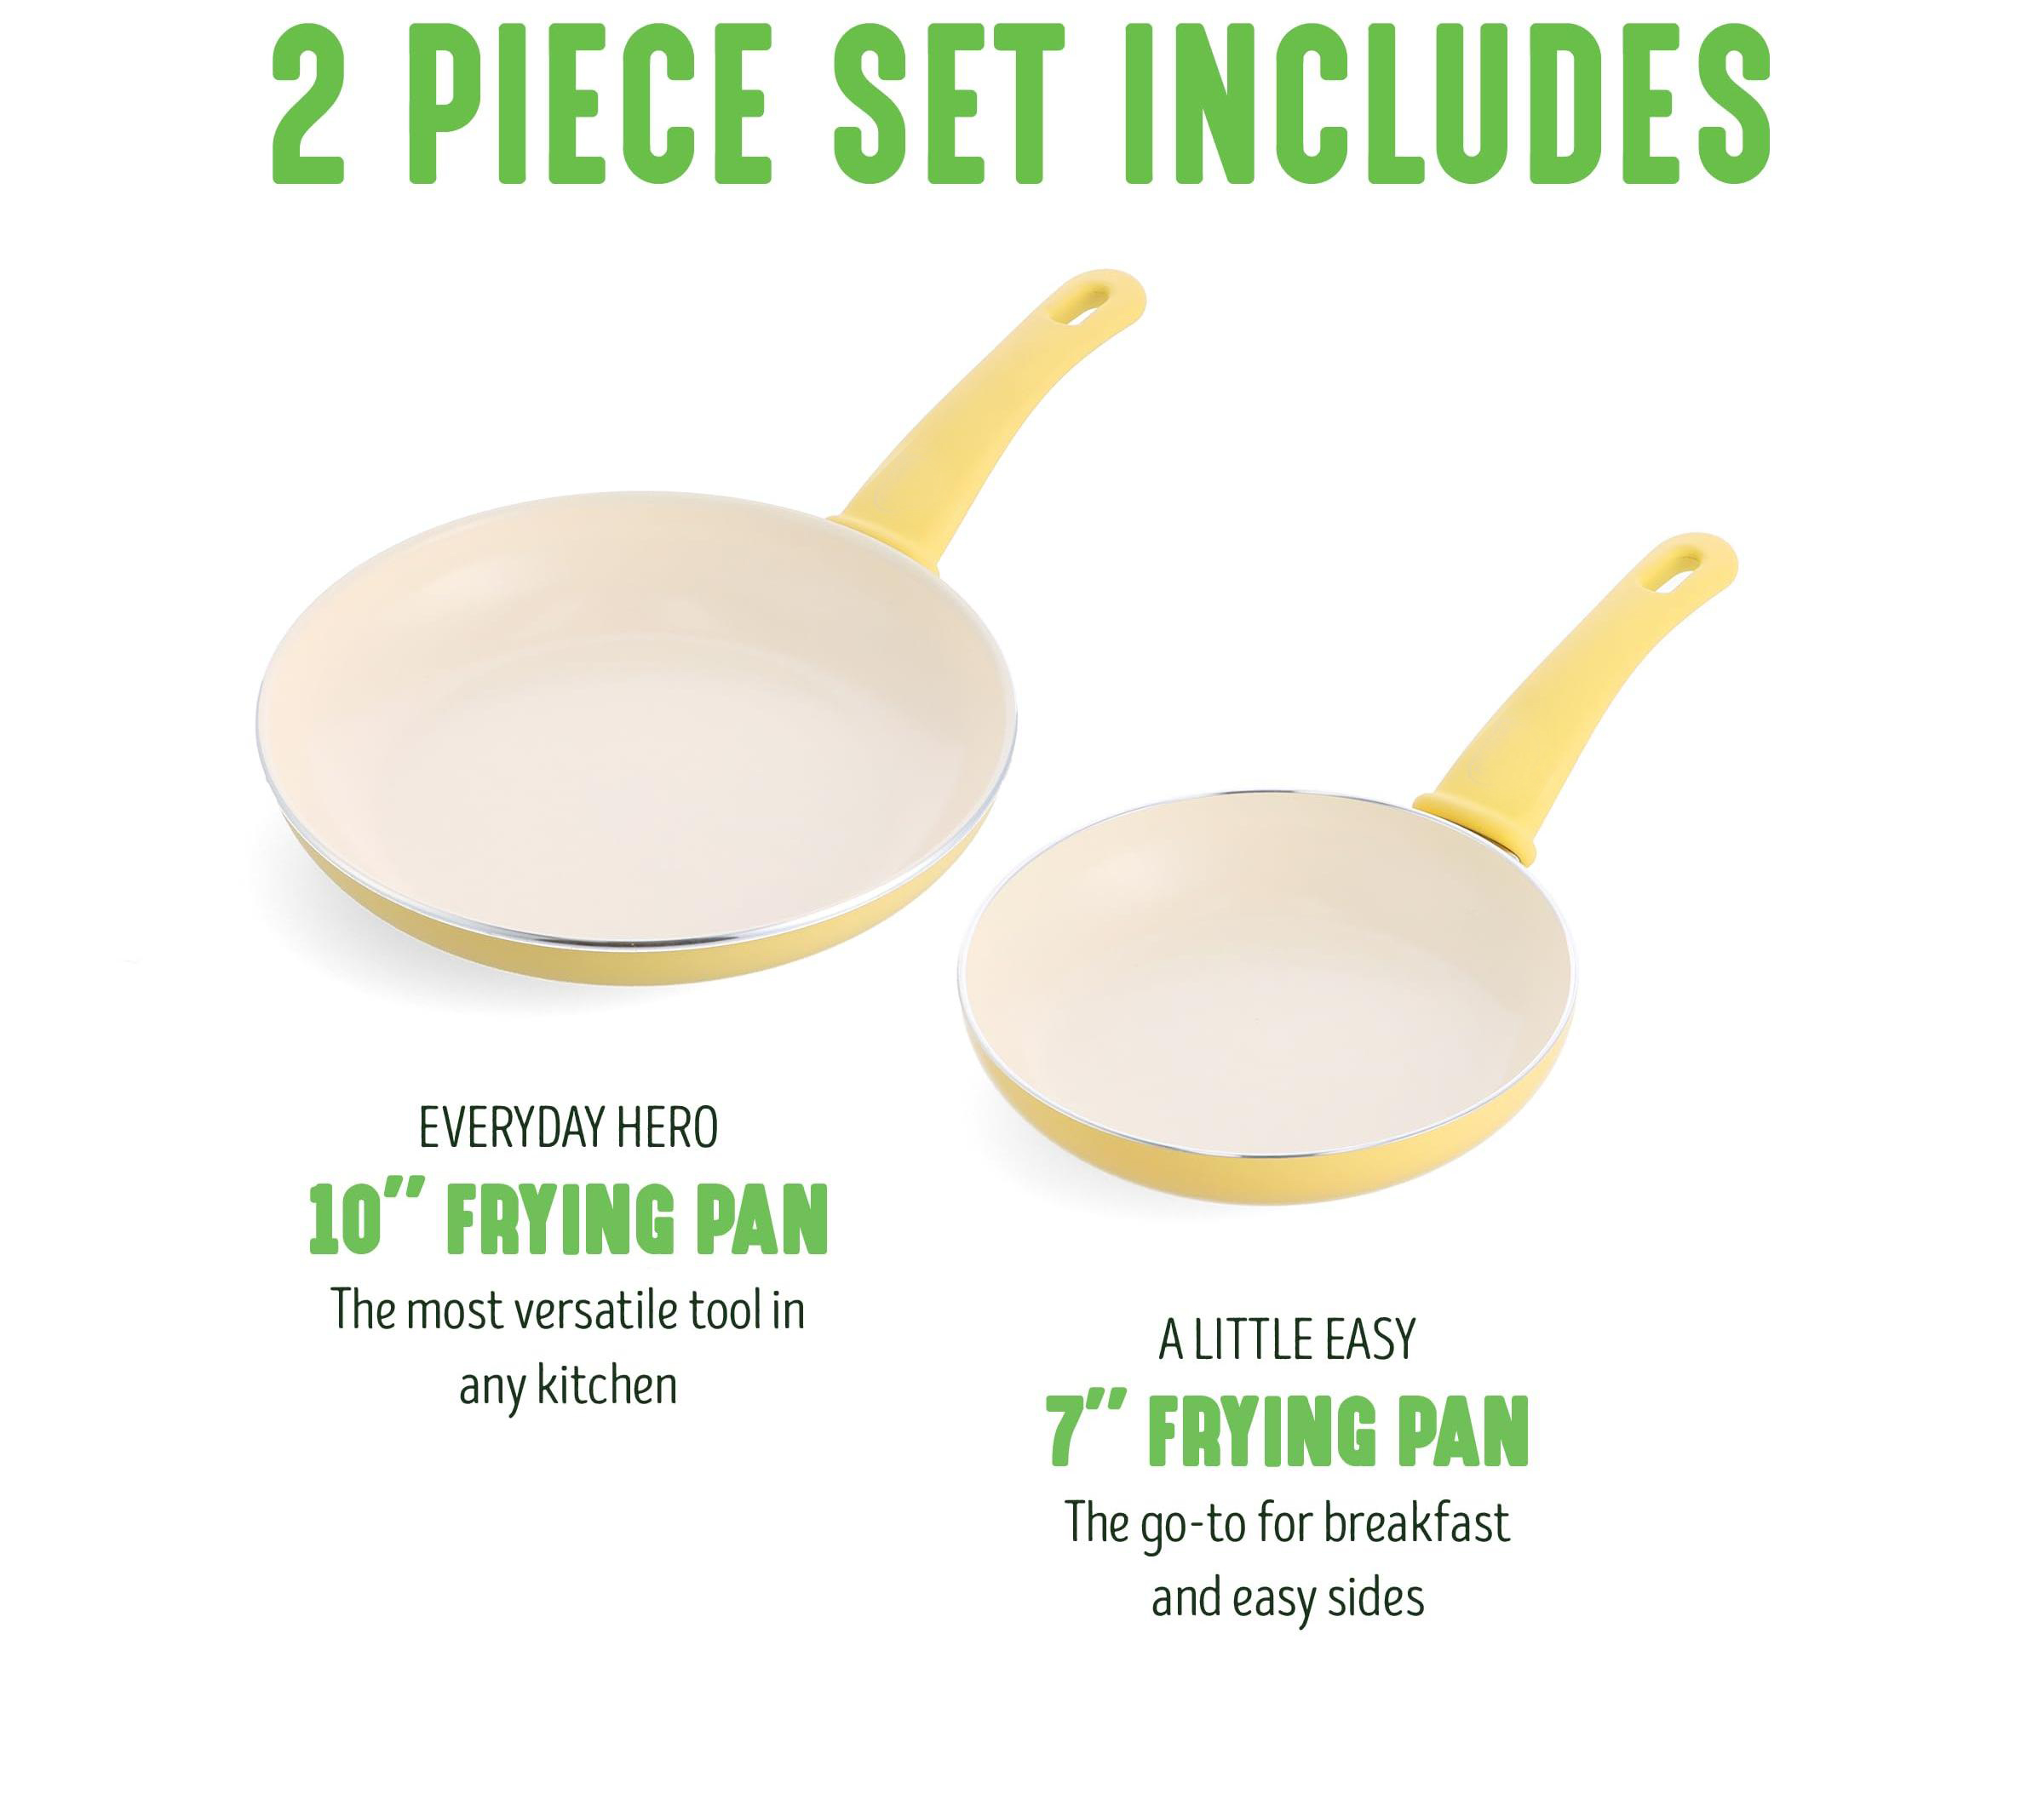 2 PIECE SET INCLUDES
EVERYDAY HERO
10″ FRYING PAN
The most versatile tool in
any kitchen
A LITTLE EASY
7″ FRYING PAN
The go-to for breakfast
and easy sides